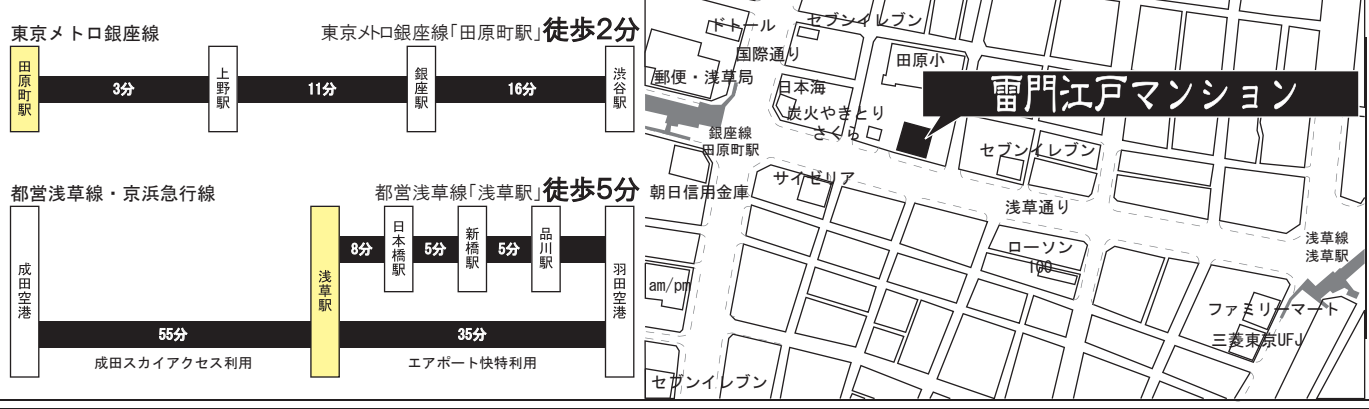 東京メトロ銀座線
東京メトロ銀座線「田原町駅」徒歩2分
田原町駅
3分
上野駅
11分
銀座駅
16分
渋谷駅
都営浅草線・京浜急行線
都営浅草線「浅草駅」徒歩5分
成田空港
55分
成田スカイアクセス利用
浅草駅
8分
日本橋駅
5分
新橋駅
5分
品川駅
35分
エアポート快特利用
羽田空港
ドトール
セブンイレブン
国際通り
田原小
郵便・浅草局
日本海
雷門江戸マンション
炭火やきとり
さくら
銀座線
田原町駅
セブンイレブン
サイゼリア
朝日信用金庫
浅草通り
浅草線
浅草駅
ローソン
100
am/pm
ファミリーマート
三菱東京UFJ
セブンイレブン